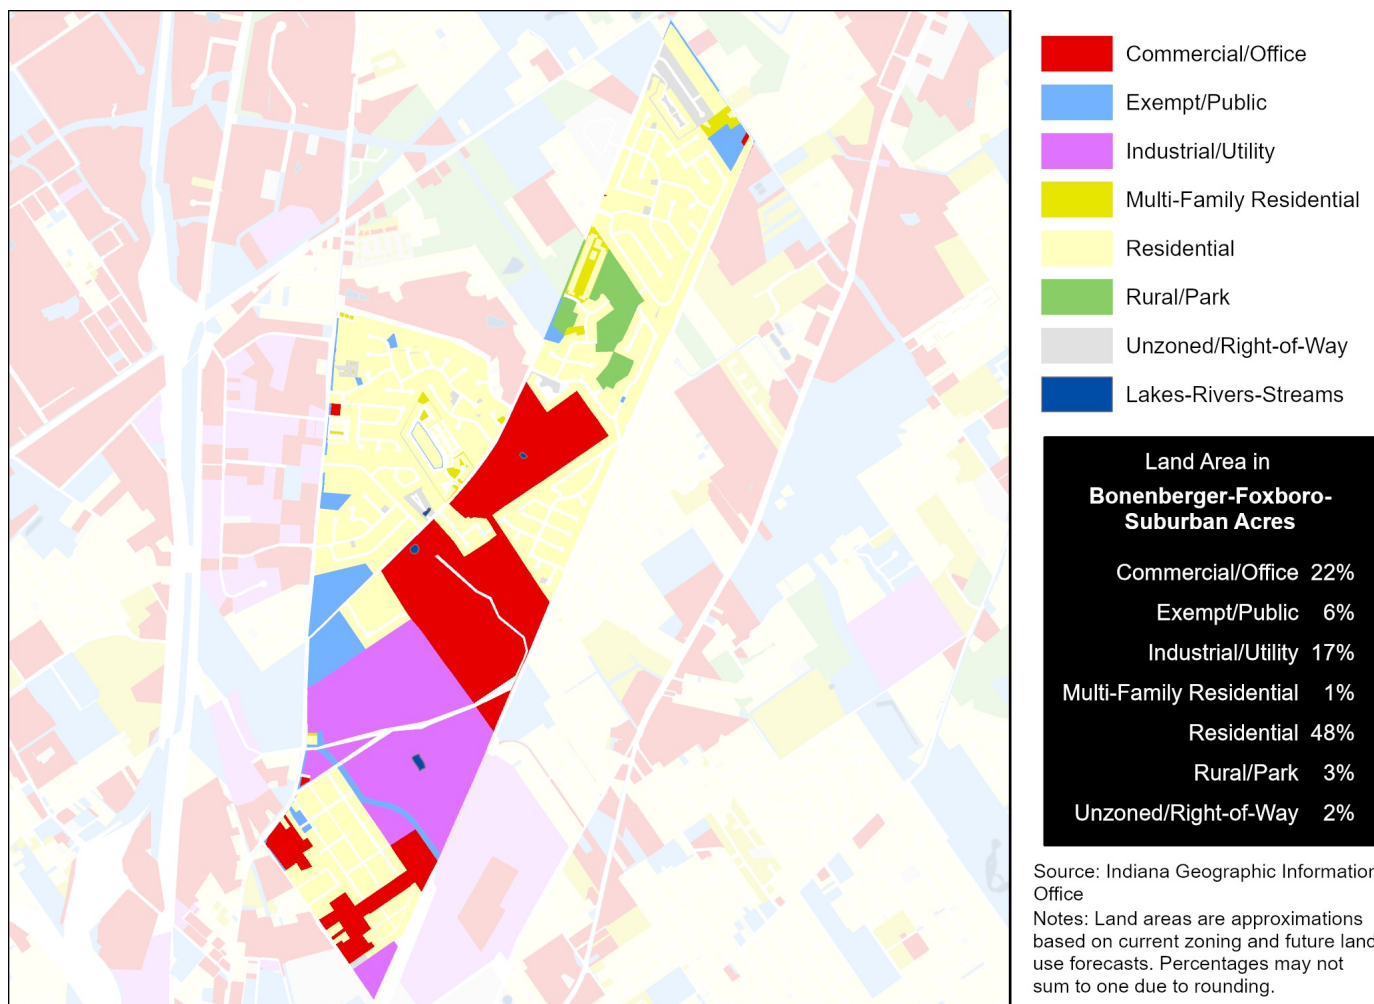 Commercial/Office
Exempt/Public
Industrial/Utility
Multi-Family Residential
Residential
Rural/Park
Unzoned/Right-of-Way
Lakes-Rivers-Streams
Land Area in
Bonenberger-Foxboro-
Suburban Acres
Commercial/Office 22%
Exempt/Public 6%
Industrial/Utility 17%
Multi-Family Residential 1%
Residential 48%
Rural/Park 3%
Unzoned/Right-of-Way 2%
Source: Indiana Geographic Information
Office
Notes: Land areas are approximations
based on current zoning and future land
use forecasts. Percentages may not
sum to one due to rounding.